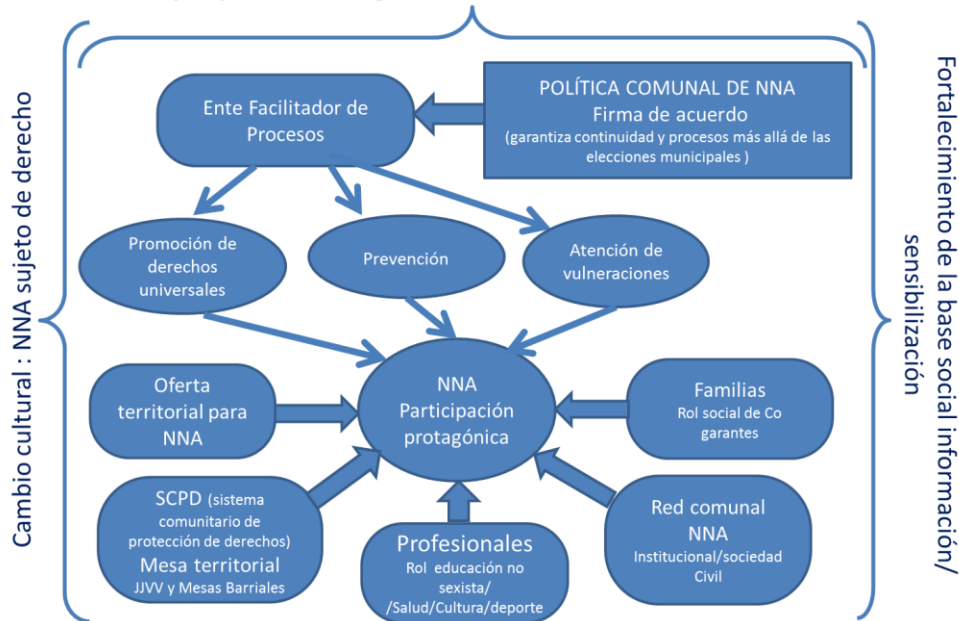 Cambio cultural : NNA sujeto de derecho
Ente Facilitador de
Procesos
POLÍTICA COMUNAL DE NNA
Firma de acuerdo
(garantiza continuidad y procesos más allá de las
elecciones municipales )
Promoción de
derechos
universales
Prevención
Atención de
vulneraciones
Oferta
territorial para
NNA
NNA
Participación
protagónica
Familias
Rol social de Co
garantes
SCPD (sistema
comunitario de
protección de derechos)
Mesa territorial
JJVV y Mesas Barriales
Profesionales
Rol educación no
sexista/
/Salud/Cultura/deporte
Red comunal
NNA
Institucional/sociedad
Civil
Fortalecimiento de la base social información/
sensibilización